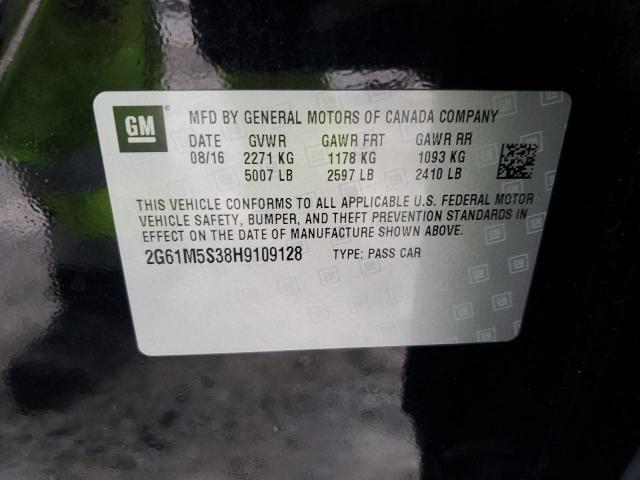 GM
MFD BY GENERAL MOTORS OF CANADA COMPANY
DATE GVWR GAWR FRT GAWR RR
08/16 2271 KG 1178 KG 1093 KG
5007 LB 2597 LB 2410 LB
THIS VEHICLE CONFORMS TO ALL APPLICABLE U.S. FEDERAL MOTOR
VEHICLE SAFETY, BUMPER, AND THEFT PREVENTION STANDARDS IN
EFFECT ON THE DATE OF MANUFACTURE SHOWN ABOVE.
2G61M5S38H9109128 TYPE: PASS CAR